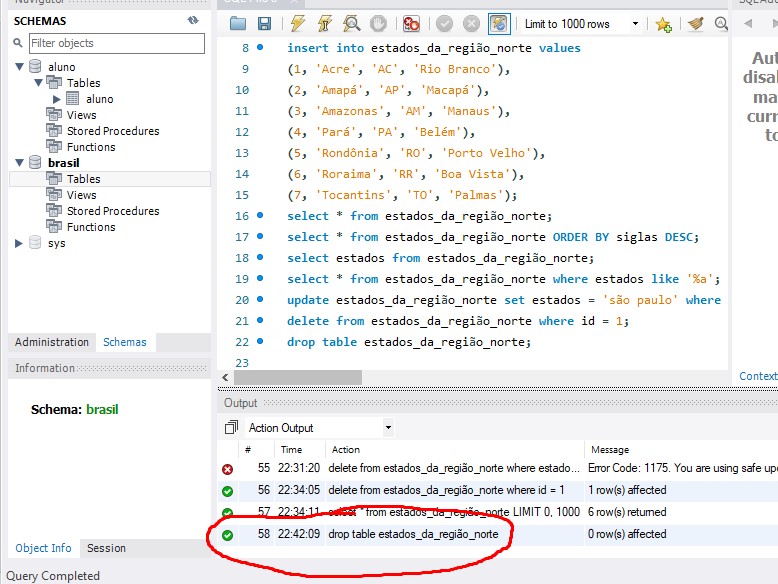 Navigator
SCHEMAS
Filter objects
aluno
Tables
aluno
Views
Stored Procedures
Functions
brasil
Tables
Views
Stored Procedures
Functions
sys
Administration Schemas
Information
Schema: brasil
Object Info Session
Query Completed
Limit to 1000 rows
8 insert into estados_da_região_norte values
9 (1, 'Acre', 'AC', 'Rio Branco'),
10 (2, 'Amapá', 'AP', 'Macapá'),
11 (3, 'Amazonas', 'AM', 'Manaus'),
12 (4, 'Pará', 'PA', 'Belém'),
13 (5, 'Rondônia', 'RO', 'Porto Velho'),
14 (6, 'Roraima', 'RR', 'Boa Vista'),
15 (7, 'Tocantins', 'TO', 'Palmas');
16 select * from estados_da_região_norte;
17 select * from estados_da_região_norte ORDER BY siglas DESC;
18 select estados from estados_da_região_norte;
19 select * from estados_da_região_norte where estados like '%a';
20 update estados_da_região_norte set estados = 'são paulo' where
21 delete from estados_da_região_norte where id = 1;
22 drop table estados_da_região_norte;
23
Output
Action Output
# Time Action Message
55 22:31:20 delete from estados_da_região_norte where estado... Error Code: 1175. You are using safe upd
56 22:34:05 delete from estados_da_região_norte where id = 1 1 row(s) affected
57 22:34:11 select * from estados_da_região_norte LIMIT 0, 1000 6 row(s) returned
58 22:42:09 drop table estados_da_região_norte 0 row(s) affected
Aut
disal
ma
curr
to
Context